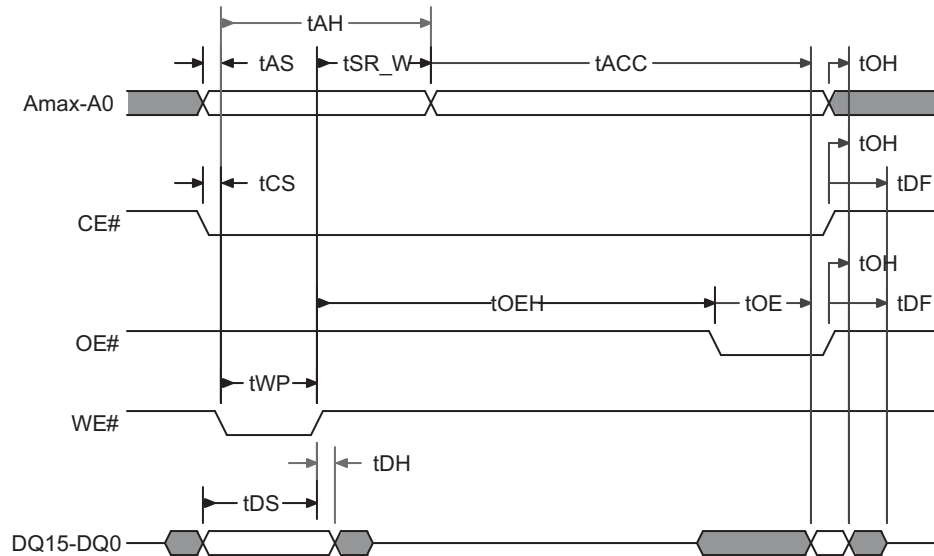 tAH
tAS tSR_W tACC tOH
Amax-A0
tOH
tCS tDF
CE#
tOH
tOEH tOE tDF
OE#
tWP
WE#
tDH
tDS
DQ15-DQ0